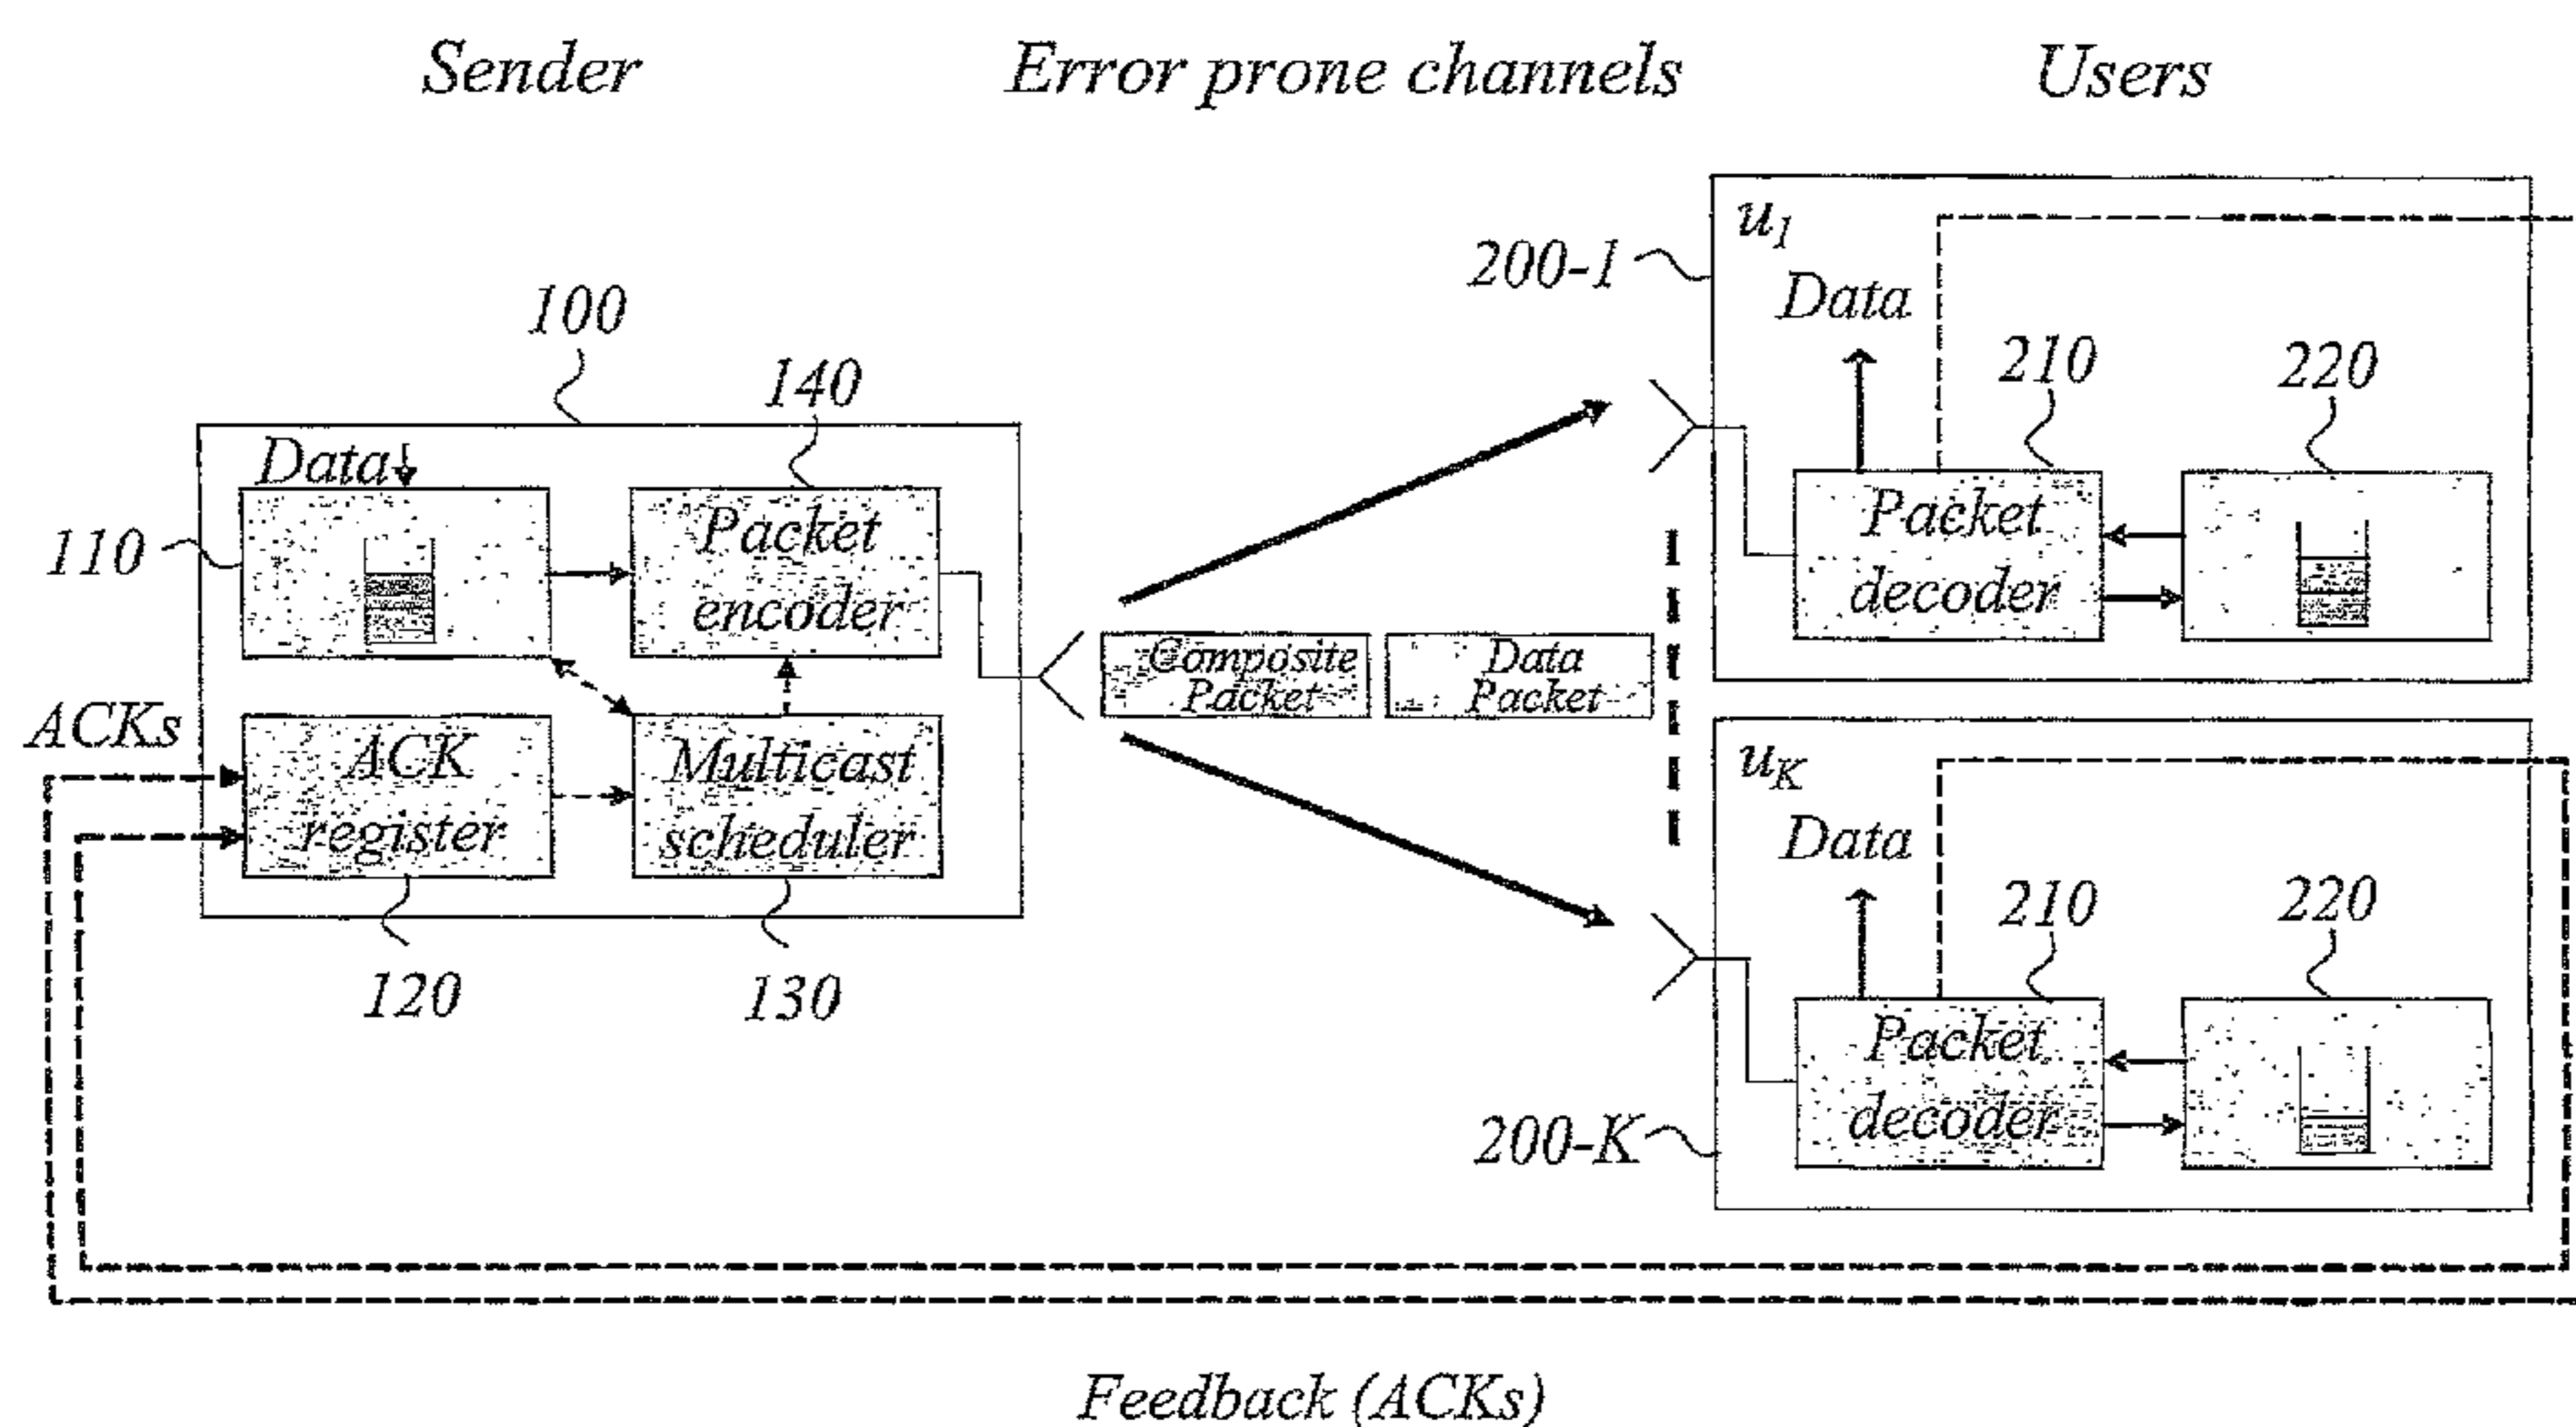 Sender
Error prone channels
Users
100
Data
110
140
Packet
encoder
ACKs
ACK
register
120
Multicast
scheduler
130
Composite
Packet
Data
Packet
200-1
u1
Data
210
220
Packet
decoder
200-K
uK
Data
210
220
Packet
decoder
Feedback (ACKs)